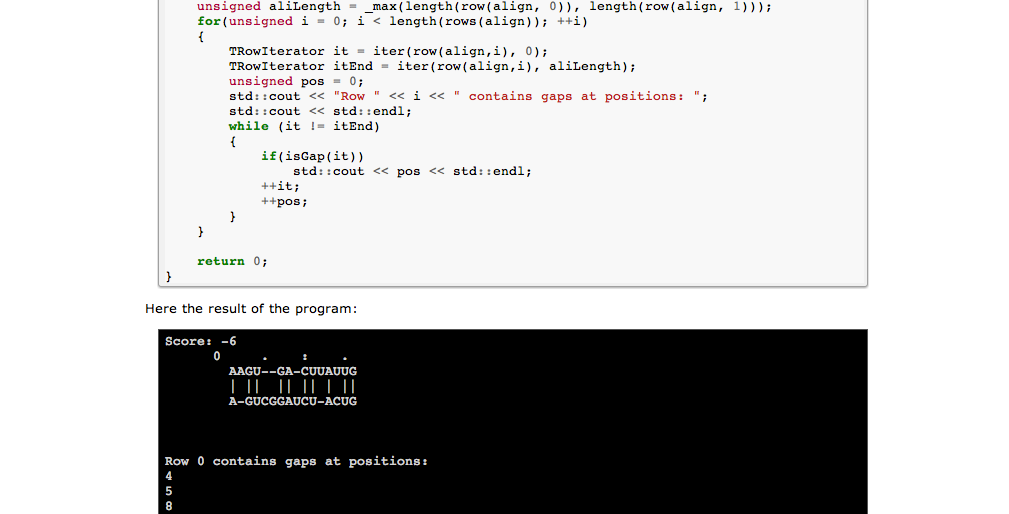 unsigned aliLength = _max(length(row(align, 0)), length(row(align, 1)));
for(unsigned i = 0; i < length(rows(align)); ++i)
{
TRowIterator it = iter(row(align,i), 0);
TRowIterator itEnd = iter(row(align,i), aliLength);
unsigned pos = 0;
std::cout << "Row " << i << " contains gaps at positions: ";
std::cout << std::endl;
while (it != itEnd)
{
if(isGap(it))
std::cout << pos << std::endl;
++it;
++pos;
}
}
return 0;
}
Here the result of the program:
Score: -6
0     .    :    .
AAGU--GA-CUUAUUG
| ||  || || | ||
A-GUCGGAUCU-ACUG
Row 0 contains gaps at positions:
4
5
8